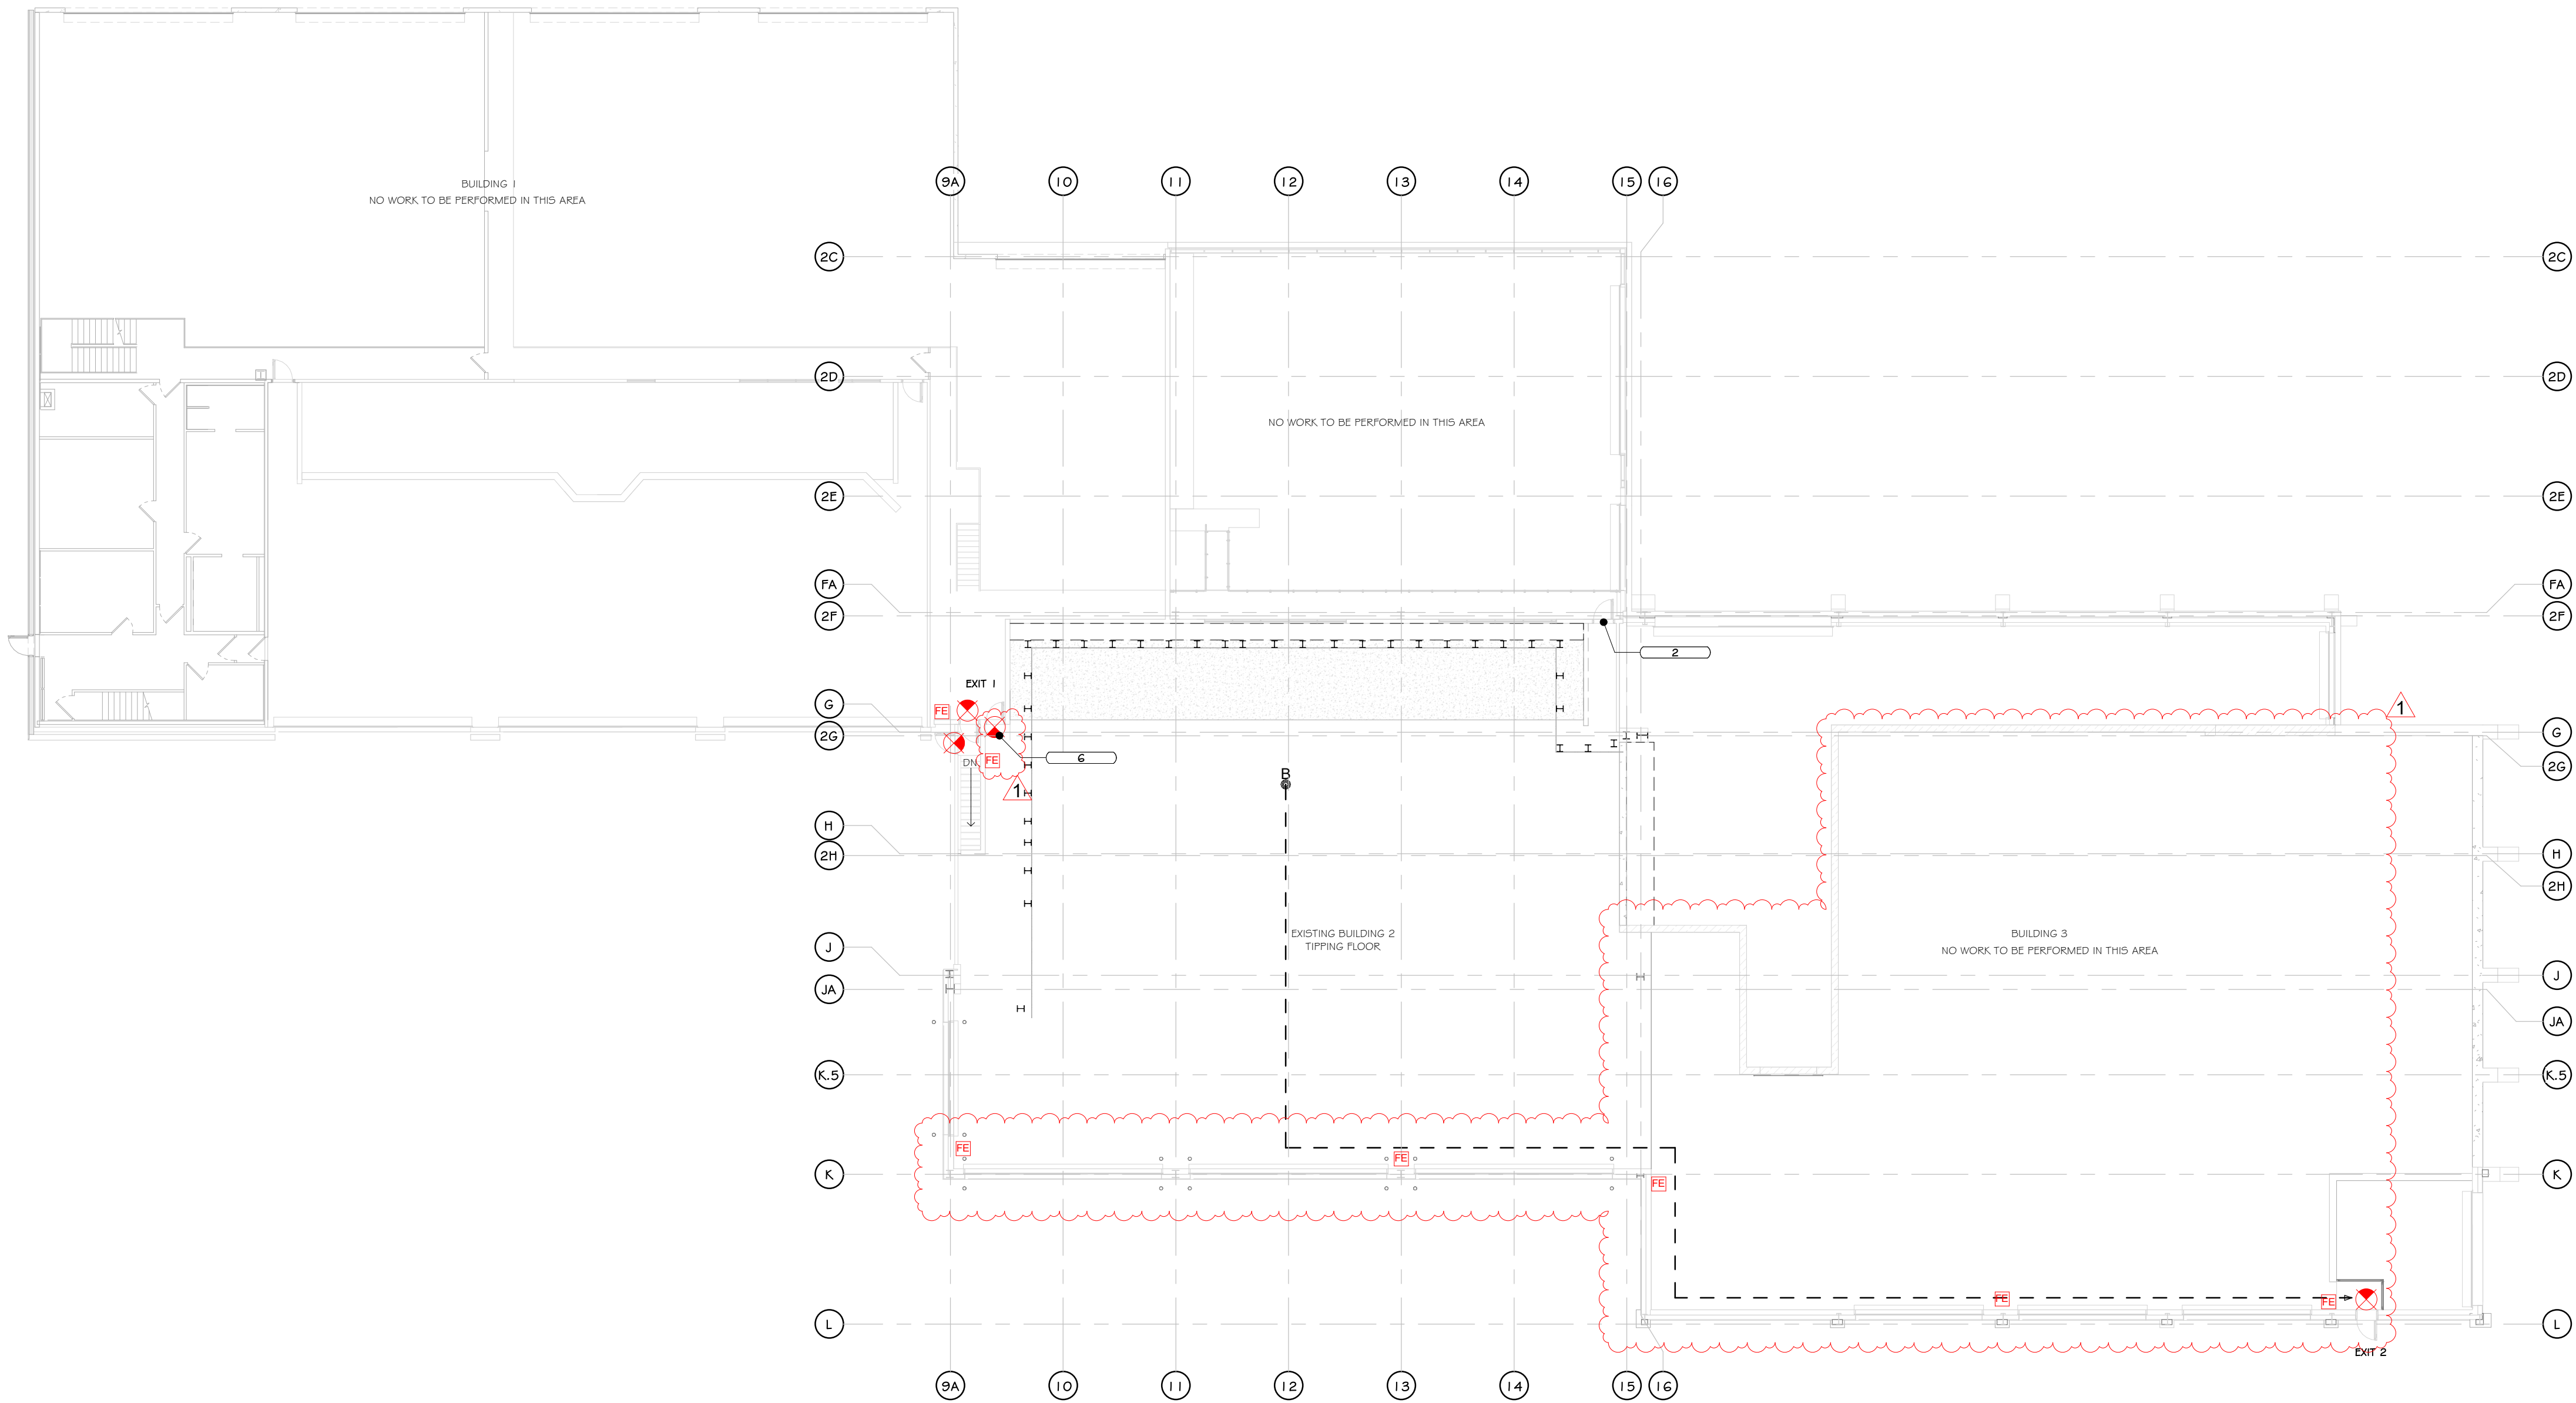 BUILDING 1
NO WORK TO BE PERFORMED IN THIS AREA
9A 10 11 12 13 14 15 16
2C 2C
2D 2D
NO WORK TO BE PERFORMED IN THIS AREA
2E 2E
FA FA
2F 2F
2
EXIT 1
FE
G G
1
2G 2G
6
FE
DN.
1
B
H H
2H 2H
EXISTING BUILDING 2
TIPPING FLOOR
BUILDING 3
NO WORK TO BE PERFORMED IN THIS AREA
J J
JA JA
K.5 K.5
FE
FE
K K
FE
FE
FE
L L
EXIT 2
9A 10 11 12 13 14 15 16